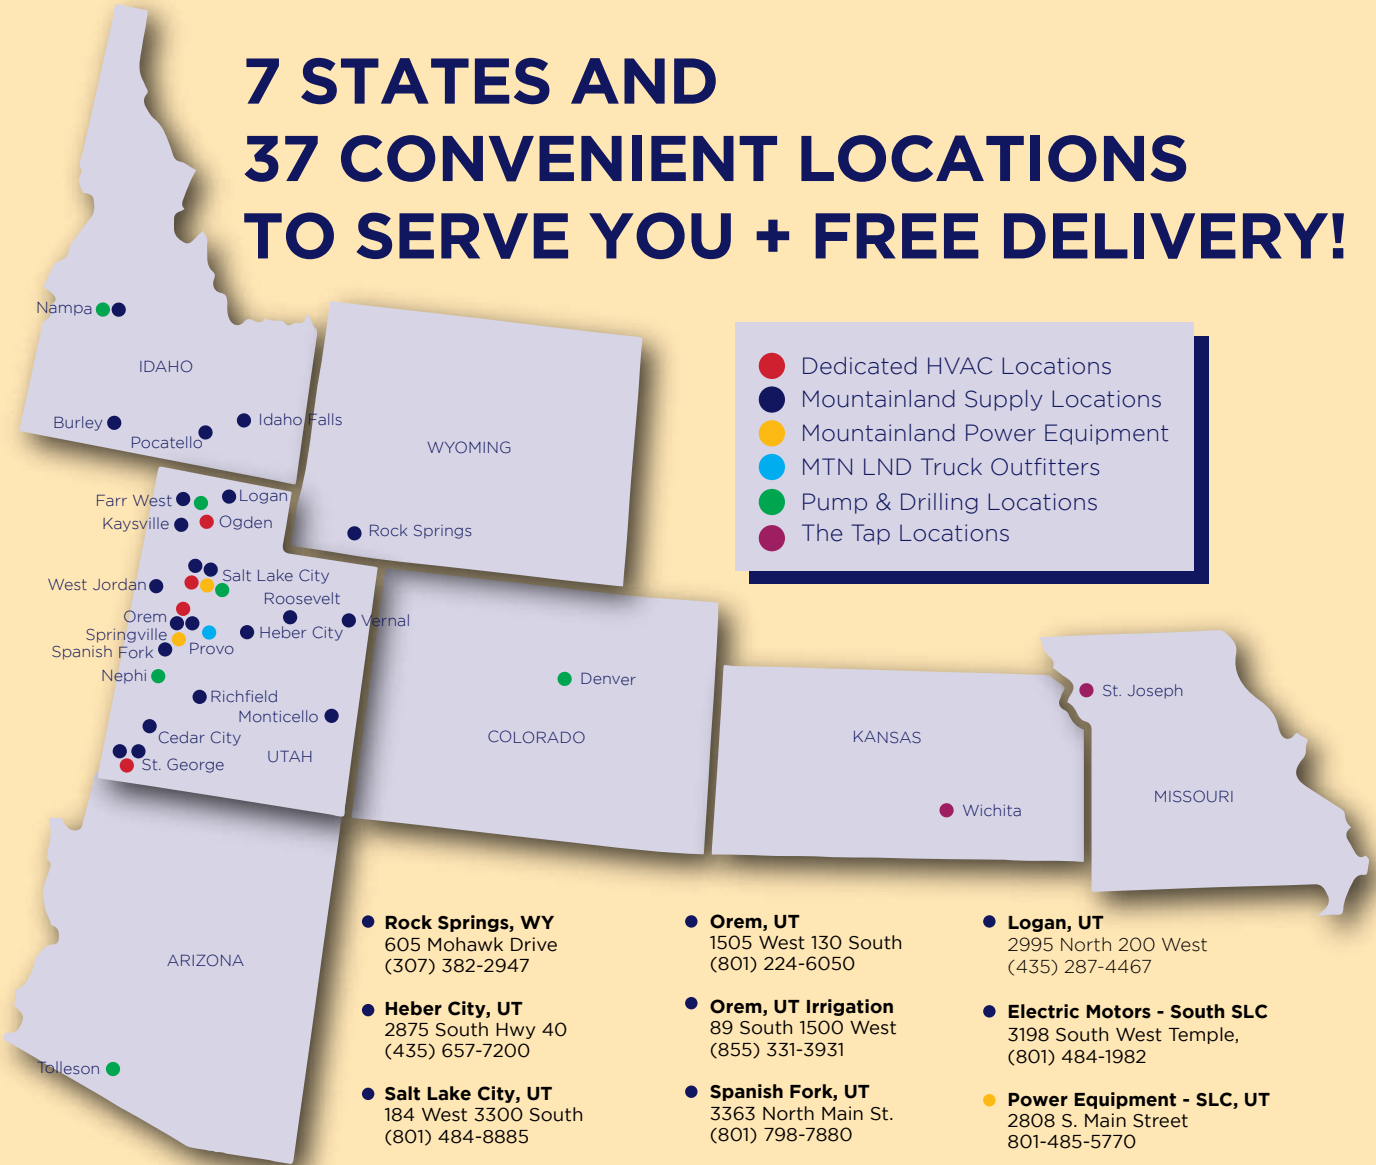 7 STATES AND
37 CONVENIENT LOCATIONS
TO SERVE YOU + FREE DELIVERY!
Nampa
IDAHO
Burley
Pocatello
Idaho Falls
WYOMING
Rock Springs
Dedicated HVAC Locations
Mountainland Supply Locations
Mountainland Power Equipment
MTN LND Truck Outfitters
Pump & Drilling Locations
The Tap Locations
Farr West
Logan
Kaysville
Ogden
West Jordan
Salt Lake City
Roosevelt
Orem
Vernal
Springville
Heber City
Spanish Fork
Provo
Nephi
Richfield
Monticello
Cedar City
St. George
UTAH
Denver
COLORADO
KANSAS
Wichita
St. Joseph
MISSOURI
ARIZONA
Tolleson
Rock Springs, WY
605 Mohawk Drive
(307) 382-2947
Heber City, UT
2875 South Hwy 40
(435) 657-7200
Salt Lake City, UT
184 West 3300 South
(801) 484-8885
Orem, UT
1505 West 130 South
(801) 224-6050
Orem, UT Irrigation
89 South 1500 West
(855) 331-3931
Spanish Fork, UT
3363 North Main St.
(801) 798-7880
Logan, UT
2995 North 200 West
(435) 287-4467
Electric Motors - South SLC
3198 South West Temple,
(801) 484-1982
Power Equipment - SLC, UT
2808 S. Main Street
801-485-5770